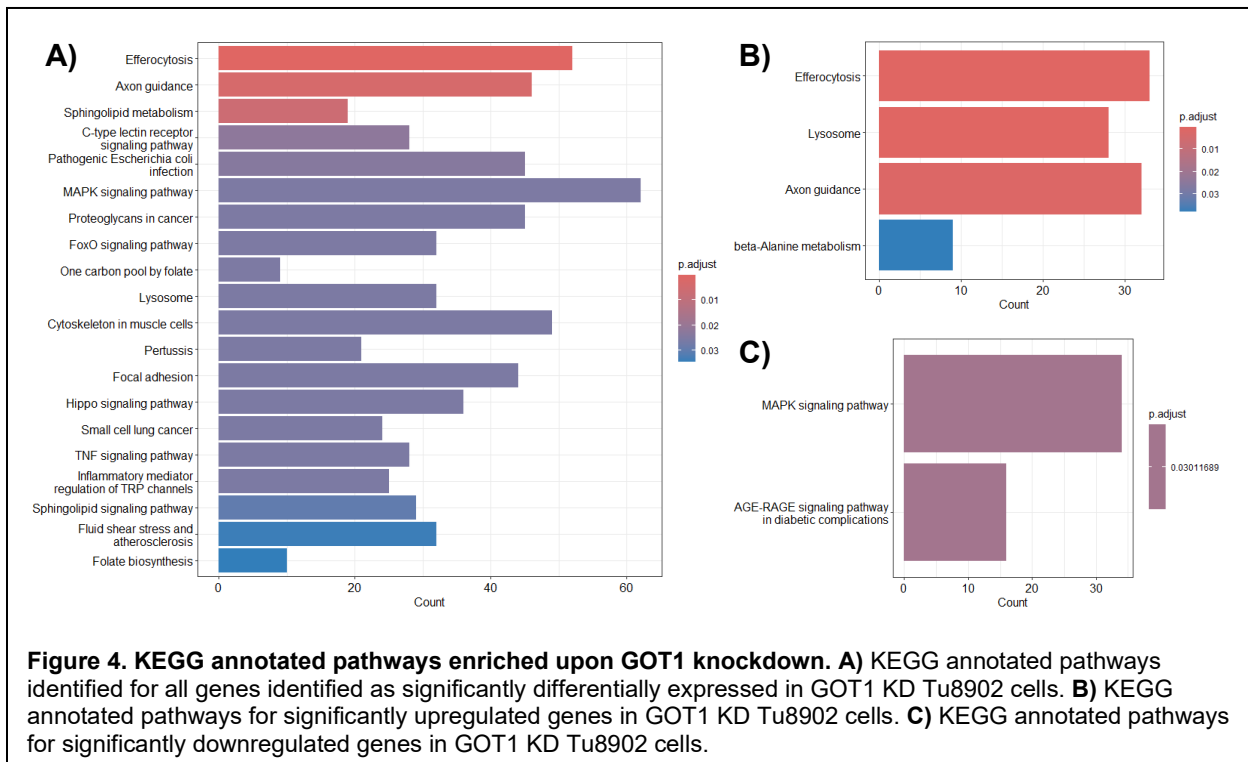 A)
Efferocytosis
Axon guidance
Sphingolipid metabolism
C-type lectin receptor
signaling pathway
Pathogenic Escherichia coli
infection
MAPK signaling pathway
Proteoglycans in cancer
FoxO signaling pathway
One carbon pool by folate
Lysosome
Cytoskeleton in muscle cells
Pertussis
Focal adhesion
Hippo signaling pathway
Small cell lung cancer
TNF signaling pathway
Inflammatory mediator
regulation of TRP channels
Sphingolipid signaling pathway
Fluid shear stress and
atherosclerosis
Folate biosynthesis
0 20 40 60
Count
p.adjust
0.01
0.02
0.03
B)
Efferocytosis
Lysosome
Axon guidance
beta-Alanine metabolism
0 10 20 30
Count
p.adjust
0.01
0.02
0.03
C)
MAPK signaling pathway
AGE-RAGE signaling pathway
in diabetic complications
0 10 20 30
Count
p.adjust
0.03011689
Figure 4. KEGG annotated pathways enriched upon GOT1 knockdown. A) KEGG annotated pathways
identified for all genes identified as significantly differentially expressed in GOT1 KD Tu8902 cells. B) KEGG
annotated pathways for significantly upregulated genes in GOT1 KD Tu8902 cells. C) KEGG annotated pathways
for significantly downregulated genes in GOT1 KD Tu8902 cells.